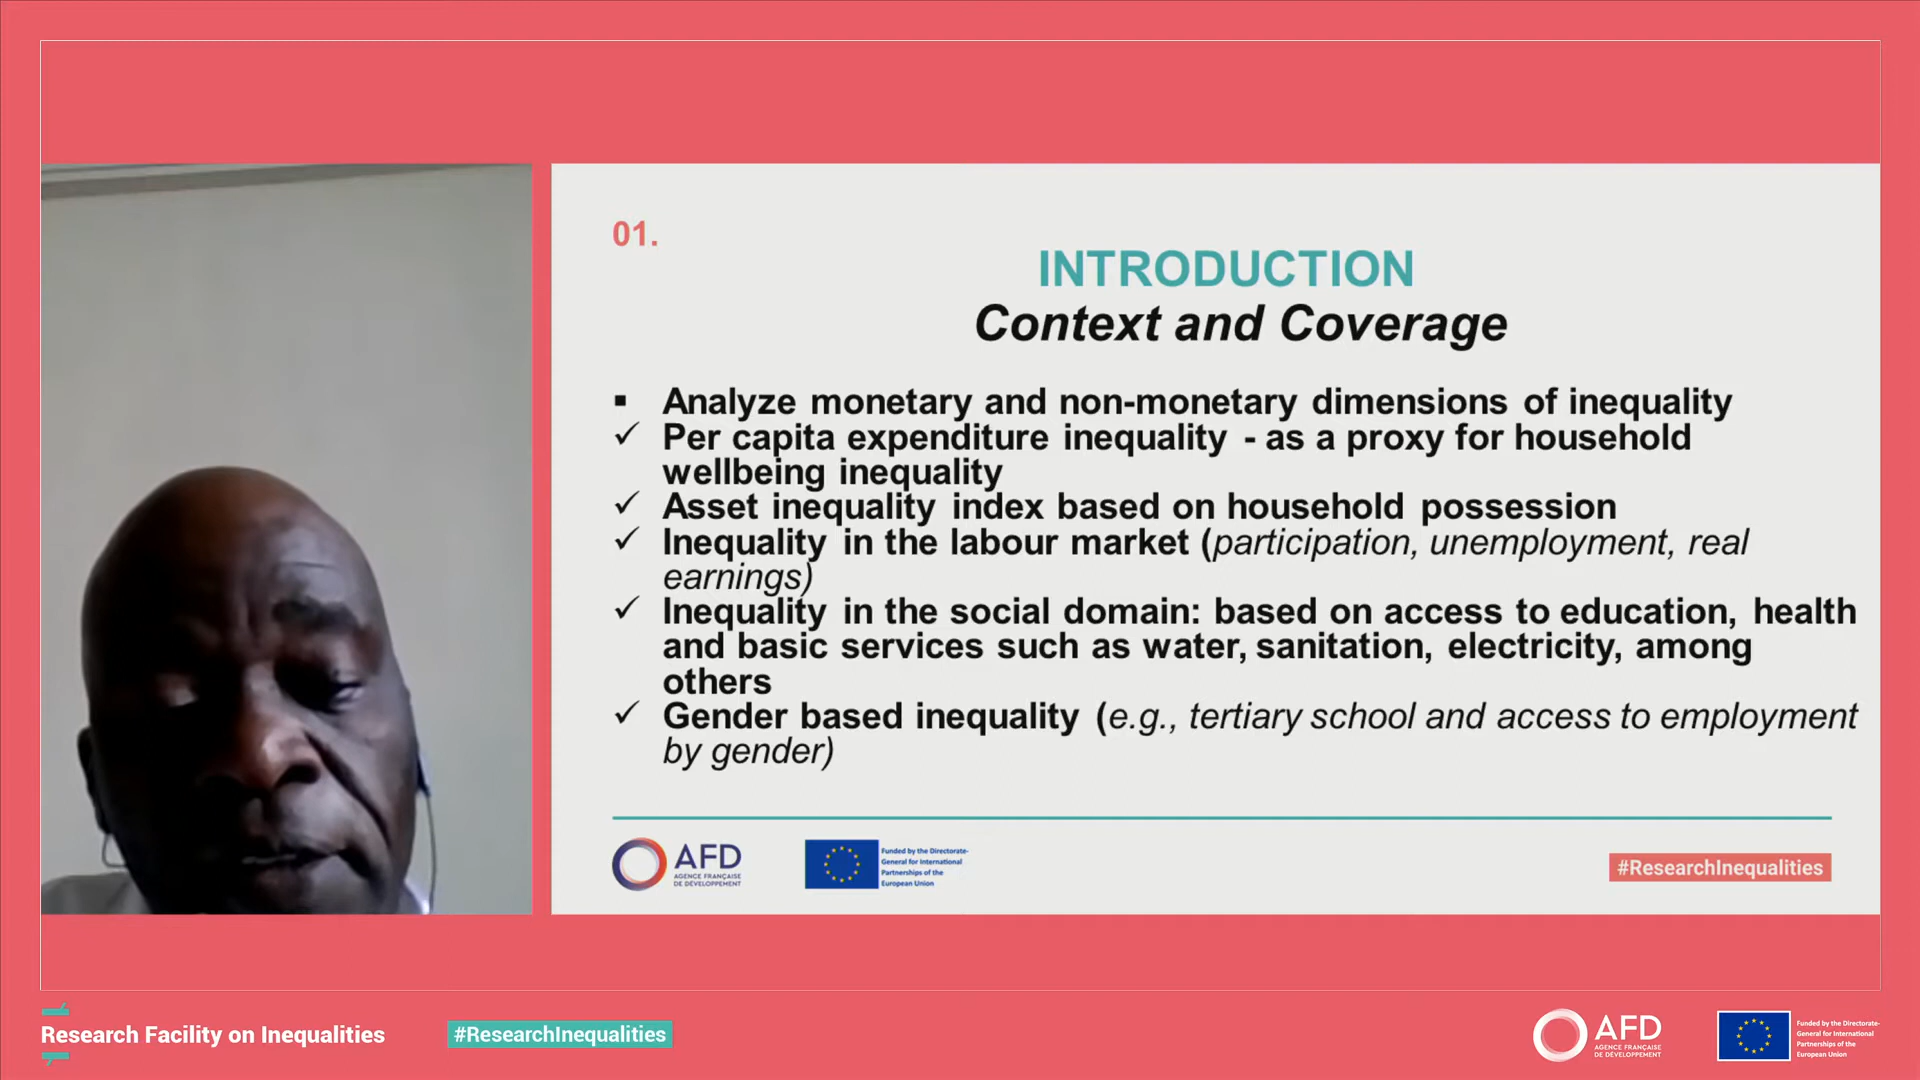 01.
INTRODUCTION
Context and Coverage
▪ Analyze monetary and non-monetary dimensions of inequality
✓ Per capita expenditure inequality - as a proxy for household
wellbeing inequality
✓ Asset inequality index based on household possession
✓ Inequality in the labour market (participation, unemployment, real
earnings)
✓ Inequality in the social domain: based on access to education, health
and basic services such as water, sanitation, electricity, among
others
✓ Gender based inequality (e.g., tertiary school and access to employment
by gender)
AFD
AGENCE FRANÇAISE
DE DÉVELOPPEMENT
Funded by the Directorate-
General for International
Partnerships of the
European Union
#ResearchInequalities
Research Facility on Inequalities
#ResearchInequalities
AFD
AGENCE FRANÇAISE
DE DÉVELOPPEMENT
Funded by the Directorate-
General for International
Partnerships of the
European Union